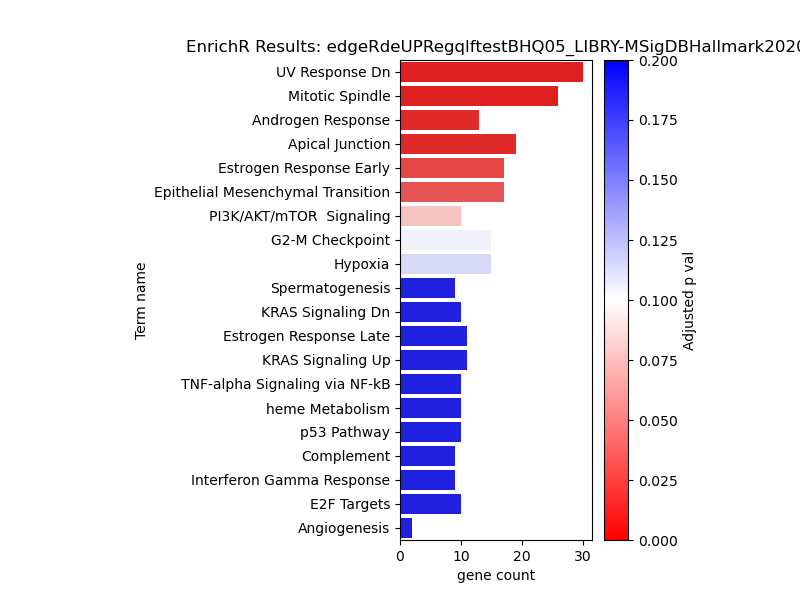 EnrichR Results: edgeRdeUPRegqlftestBHQ05_LIBRY-MSigDBHallmark2020
Term name
UV Response Dn
Mitotic Spindle
Androgen Response
Apical Junction
Estrogen Response Early
Epithelial Mesenchymal Transition
PI3K/AKT/mTOR  Signaling
G2-M Checkpoint
Hypoxia
Spermatogenesis
KRAS Signaling Dn
Estrogen Response Late
KRAS Signaling Up
TNF-alpha Signaling via NF-kB
heme Metabolism
p53 Pathway
Complement
Interferon Gamma Response
E2F Targets
Angiogenesis
0 10 20 30
gene count
0.200
0.175
0.150
0.125
0.100
0.075
0.050
0.025
0.000
Adjusted p val